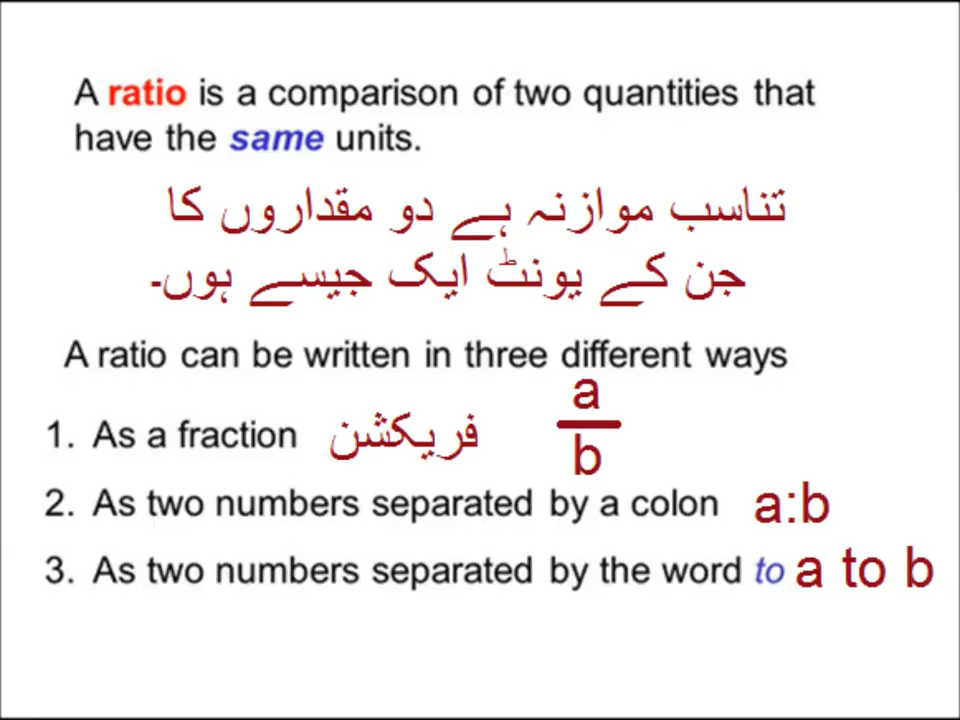 A ratio is a comparison of two quantities that
have the same units.
تناسب موازنہ ہے دو مقداروں کا
جن کے یونٹ ایک جیسے ہوں۔
A ratio can be written in three different ways
1. As a fraction فریکشن a/b
2. As two numbers separated by a colon a:b
3. As two numbers separated by the word to a to b